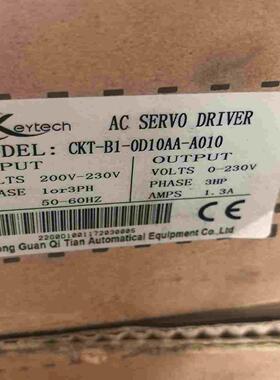 Keytech AC SERVO DRIVER
MODEL: CKT-B1-0D10AA-A010
INPUT OUTPUT
VOLTS 200V-230V VOLTS 0-230V
PHASE 1or3PH PHASE 3HP
50-60HZ AMPS 1.3A
220001001172030005
Dong Guan Qi Tian Automatical Equipment Co.,Ltd